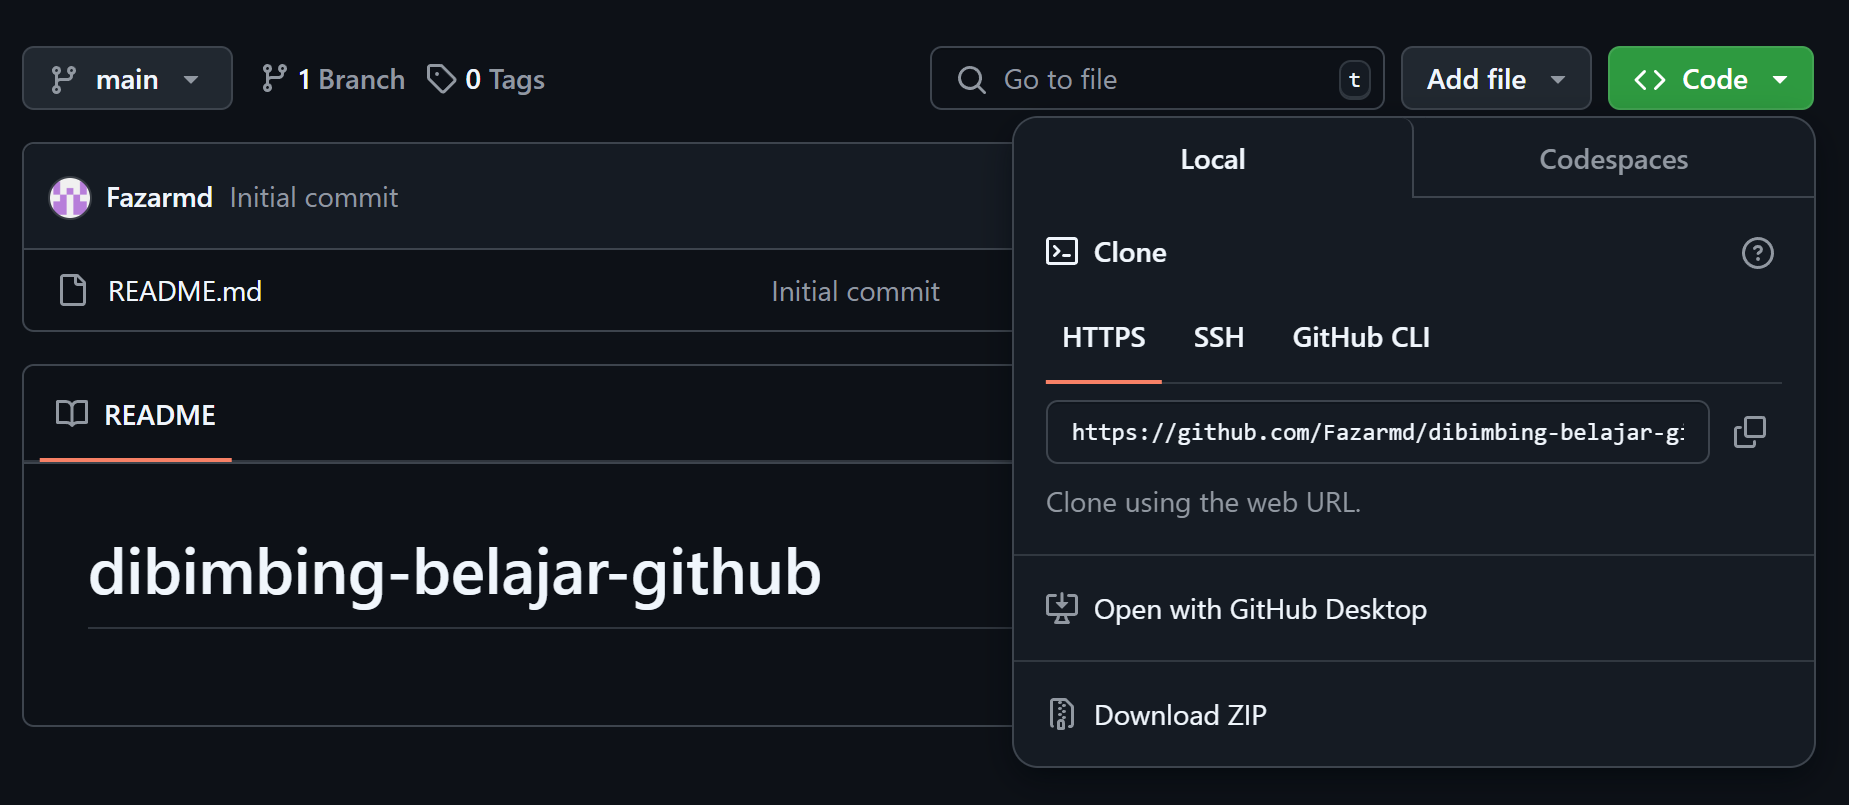 main 1 Branch 0 Tags Go to file t Add file Code
Local Codespaces
Fazarmd Initial commit
Clone
README.md Initial commit
HTTPS SSH GitHub CLI
README
https://github.com/Fazarmd/dibimbing-belajar-gi
Clone using the web URL.
dibimbing-belajar-github
Open with GitHub Desktop
Download ZIP